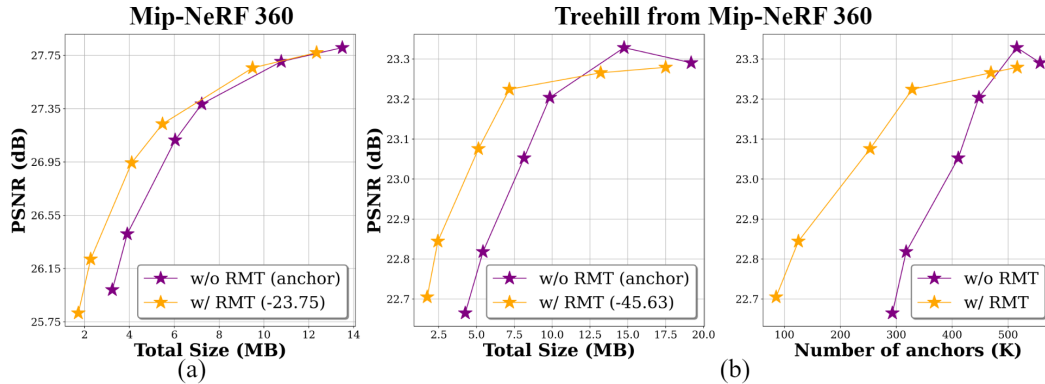 Mip-NeRF 360
Treehill from Mip-NeRF 360
PSNR (dB)
27.75
27.35
26.95
26.55
26.15
25.75
w/o RMT (anchor)
w/ RMT (-23.75)
2 4 6 8 10 12 14
Total Size (MB)
(a)
PSNR (dB)
23.3
23.2
23.1
23.0
22.9
22.8
22.7
w/o RMT (anchor)
w/ RMT (-45.63)
2.5 5.0 7.5 10.0 12.5 15.0 17.5 20.0
Total Size (MB)
23.3
23.2
23.1
23.0
22.9
22.8
22.7
w/o RMT
w/ RMT
100 200 300 400 500
Number of anchors (K)
(b)